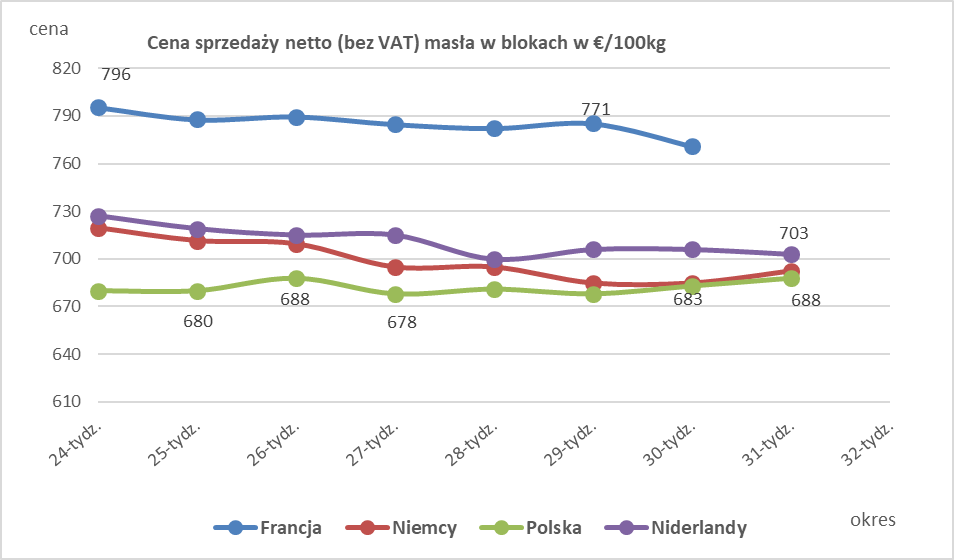 cena
Cena sprzedaży netto (bez VAT) masła w blokach w €/100kg
820
796
790
771
760
730
703
700
688
683
688
670
680
678
640
610
24-tydz.
25-tydz.
26-tydz.
27-tydz.
28-tydz.
29-tydz.
30-tydz.
31-tydz.
32-tydz.
Francja Niemcy Polska Niderlandy
okres